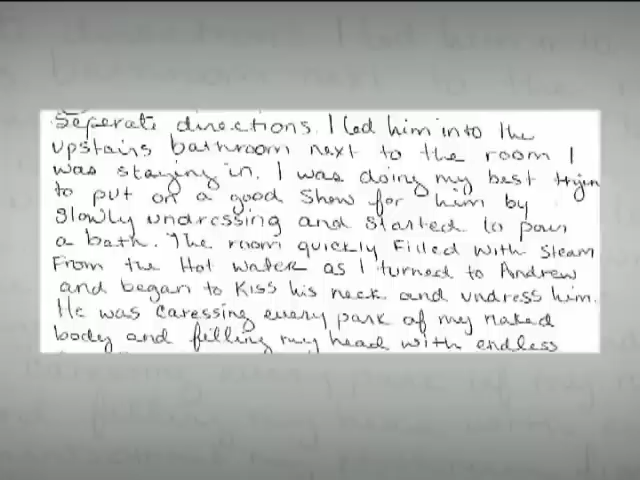 Seperate directions. I led him into the
upstairs bathroom next to the room I
was staying in. I was doing my best tryin
to put on a good show for him by
slowly undressing and started to pour
a bath. The room quickly filled with steam
From the Hot water as I turned to Andrew
and began to kiss his neck and undress him.
He was caressing every part of my naked
body and filling my head with endless